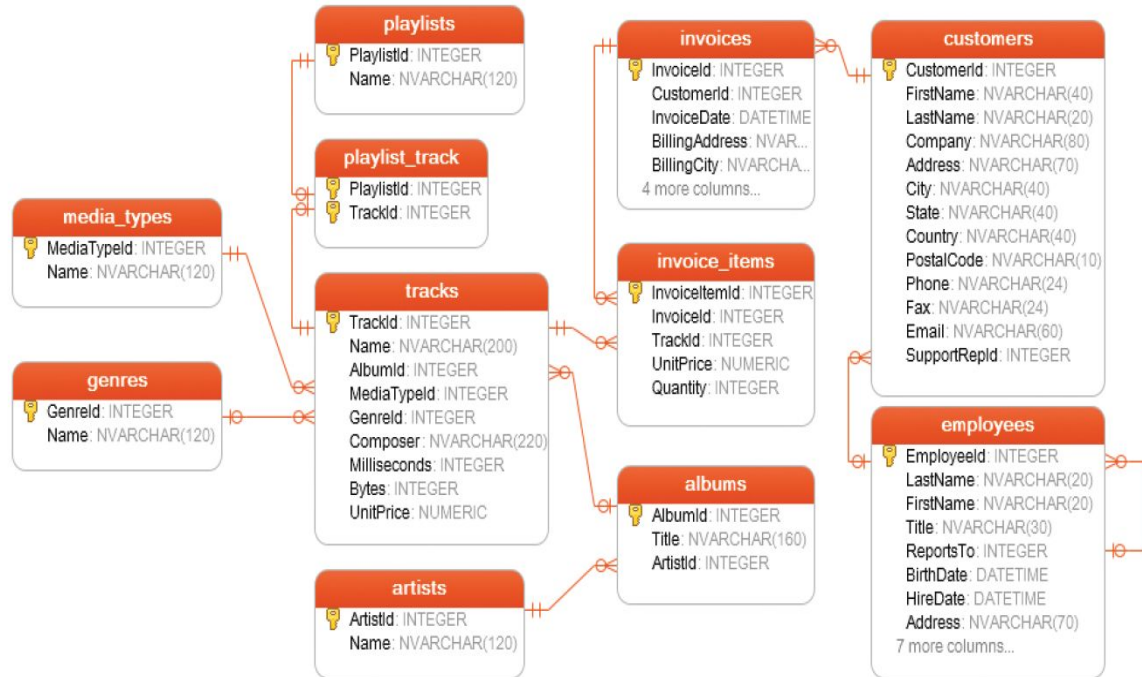 playlists
PlaylistId: INTEGER
Name: NVARCHAR(120)
playlist_track
PlaylistId: INTEGER
TrackId: INTEGER
media_types
MediaTypeId: INTEGER
Name: NVARCHAR(120)
genres
GenreId: INTEGER
Name: NVARCHAR(120)
tracks
TrackId: INTEGER
Name: NVARCHAR(200)
AlbumId: INTEGER
MediaTypeId: INTEGER
GenreId: INTEGER
Composer: NVARCHAR(220)
Milliseconds: INTEGER
Bytes: INTEGER
UnitPrice: NUMERIC
artists
ArtistId: INTEGER
Name: NVARCHAR(120)
invoices
InvoiceId: INTEGER
CustomerId: INTEGER
InvoiceDate: DATETIME
BillingAddress: NVAR...
BillingCity: NVARCHA...
4 more columns...
invoice_items
InvoiceItemId: INTEGER
InvoiceId: INTEGER
TrackId: INTEGER
UnitPrice: NUMERIC
Quantity: INTEGER
albums
AlbumId: INTEGER
Title: NVARCHAR(160)
ArtistId: INTEGER
customers
CustomerId: INTEGER
FirstName: NVARCHAR(40)
LastName: NVARCHAR(20)
Company: NVARCHAR(80)
Address: NVARCHAR(70)
City: NVARCHAR(40)
State: NVARCHAR(40)
Country: NVARCHAR(40)
PostalCode: NVARCHAR(10)
Phone: NVARCHAR(24)
Fax: NVARCHAR(24)
Email: NVARCHAR(60)
SupportRepId: INTEGER
employees
EmployeeId: INTEGER
LastName: NVARCHAR(20)
FirstName: NVARCHAR(20)
Title: NVARCHAR(30)
ReportsTo: INTEGER
BirthDate: DATETIME
HireDate: DATETIME
Address: NVARCHAR(70)
7 more columns...